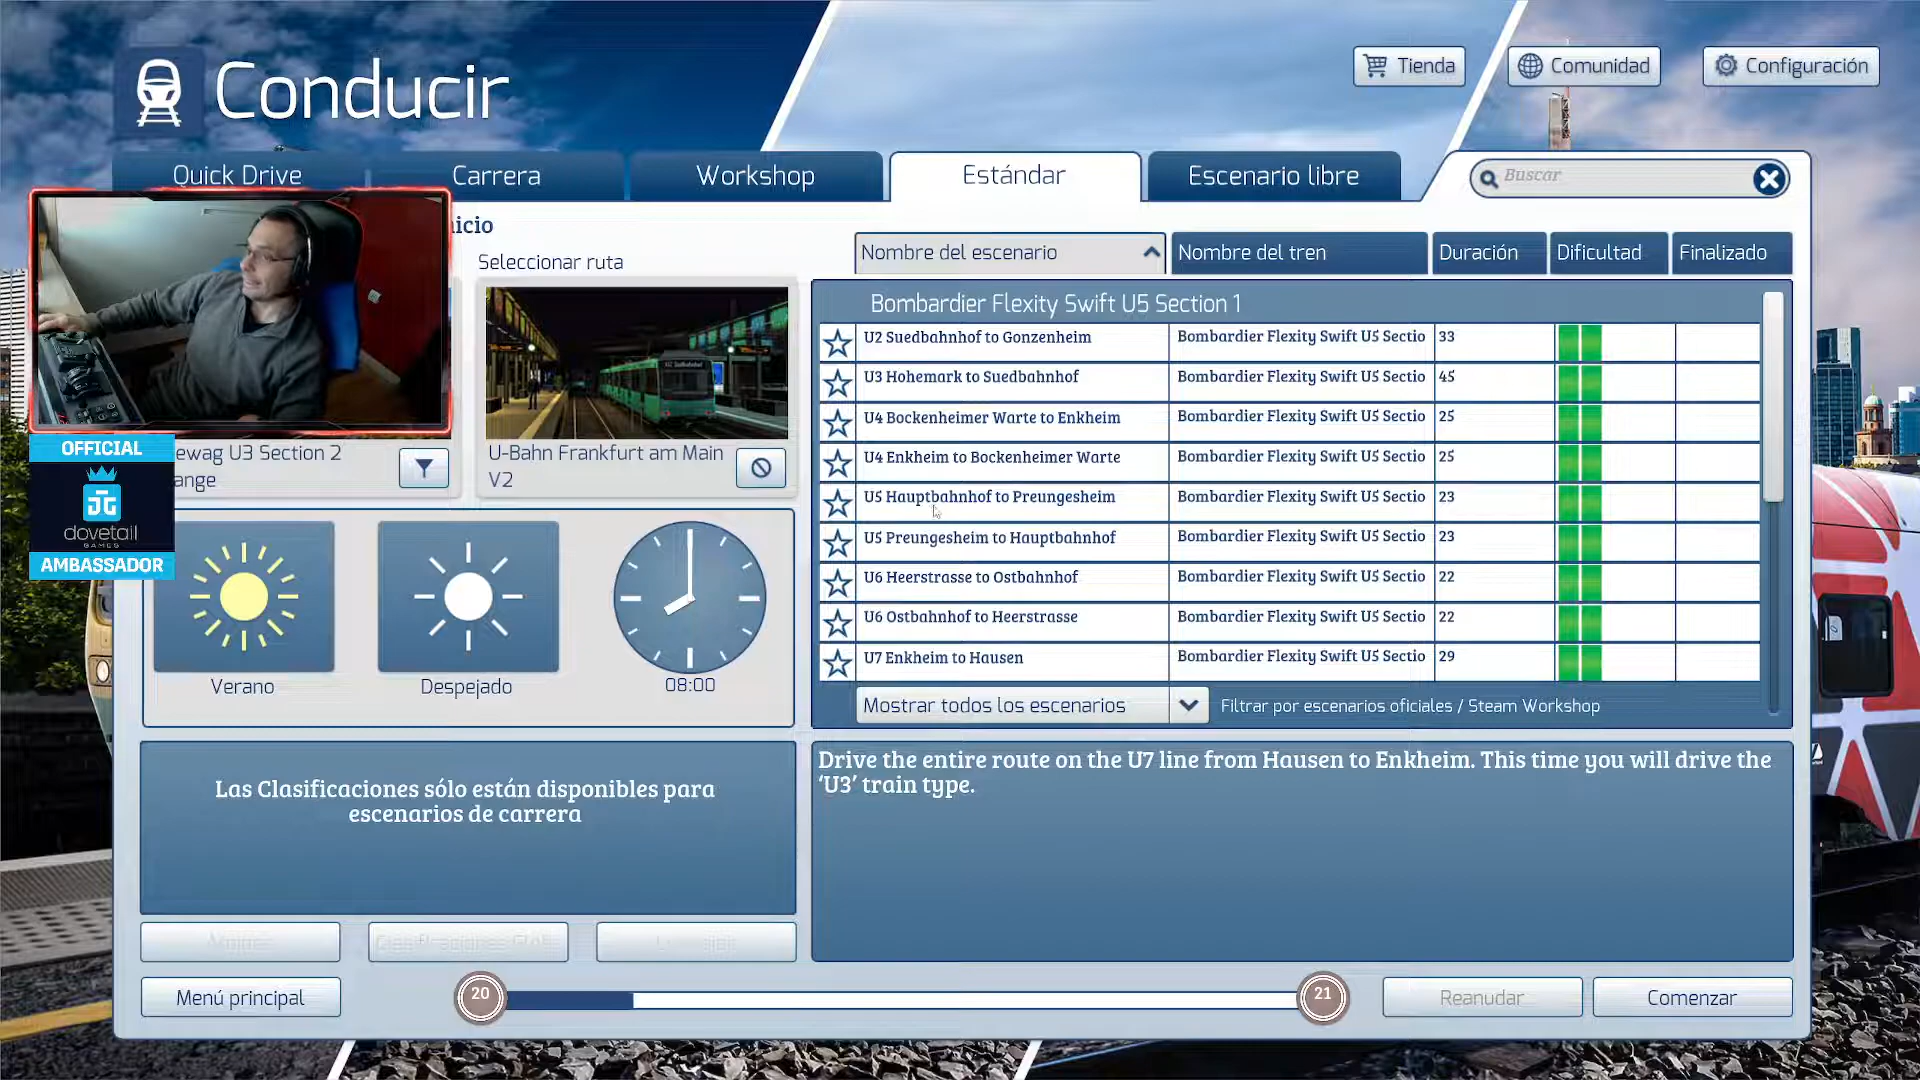 Conducir
Tienda
Comunidad
Configuración
Quick Drive
Carrera
Workshop
Estándar
Escenario libre
Buscar
nicio
Seleccionar ruta
Nombre del escenario
Nombre del tren
Duración
Dificultad
Finalizado
Bombardier Flexity Swift U5 Section 1
U2 Suedbahnhof to Gonzenheim
Bombardier Flexity Swift U5 Sectio
33
U3 Hohemark to Suedbahnhof
Bombardier Flexity Swift U5 Sectio
45
U4 Bockenheimer Warte to Enkheim
Bombardier Flexity Swift U5 Sectio
25
U4 Enkheim to Bockenheimer Warte
Bombardier Flexity Swift U5 Sectio
25
U5 Hauptbahnhof to Preungesheim
Bombardier Flexity Swift U5 Sectio
23
U5 Preungesheim to Hauptbahnhof
Bombardier Flexity Swift U5 Sectio
23
U6 Heerstrasse to Ostbahnhof
Bombardier Flexity Swift U5 Sectio
22
U6 Ostbahnhof to Heerstrasse
Bombardier Flexity Swift U5 Sectio
22
U7 Enkheim to Hausen
Bombardier Flexity Swift U5 Sectio
29
Mostrar todos los escenarios
Filtrar por escenarios oficiales / Steam Workshop
OFFICIAL
dovetail
GAMES
AMBASSADOR
ewag U3 Section 2
ange
U-Bahn Frankfurt am Main
V2
Verano
Despejado
08:00
Las Clasificaciones sólo están disponibles para
escenarios de carrera
Drive the entire route on the U7 line from Hausen to Enkheim. This time you will drive the
'U3' train type.
Menú principal
20
21
Reanudar
Comenzar